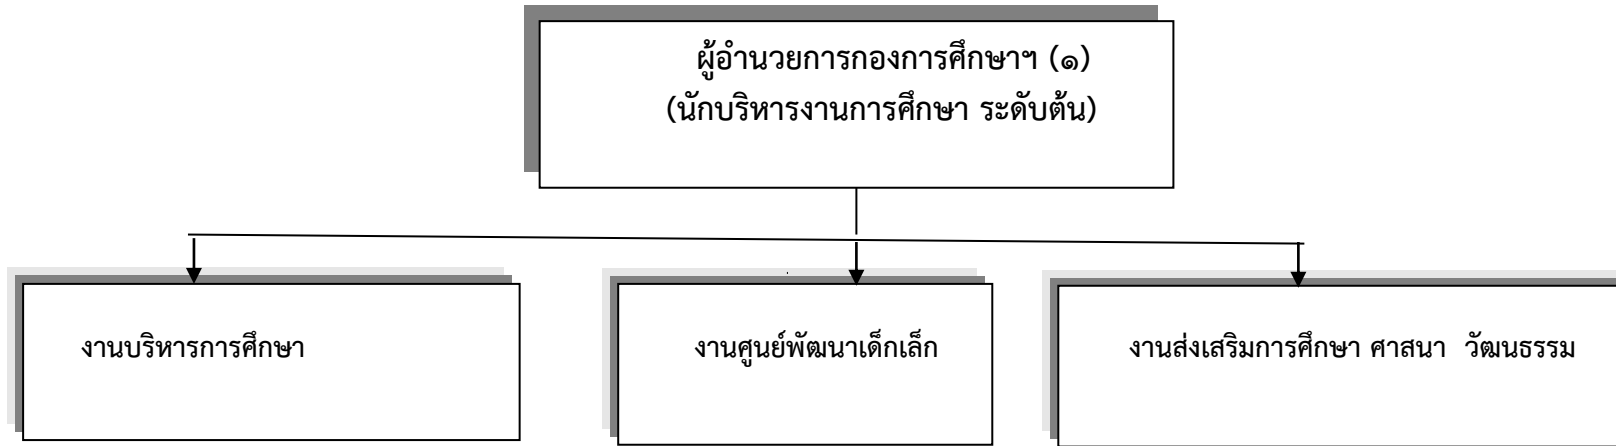 ผู้อำนวยการกองการศึกษาฯ (๑)
(นักบริหารงานการศึกษา ระดับต้น)
งานบริหารการศึกษา
งานศูนย์พัฒนาเด็กเล็ก
งานส่งเสริมการศึกษา ศาสนา วัฒนธรรม